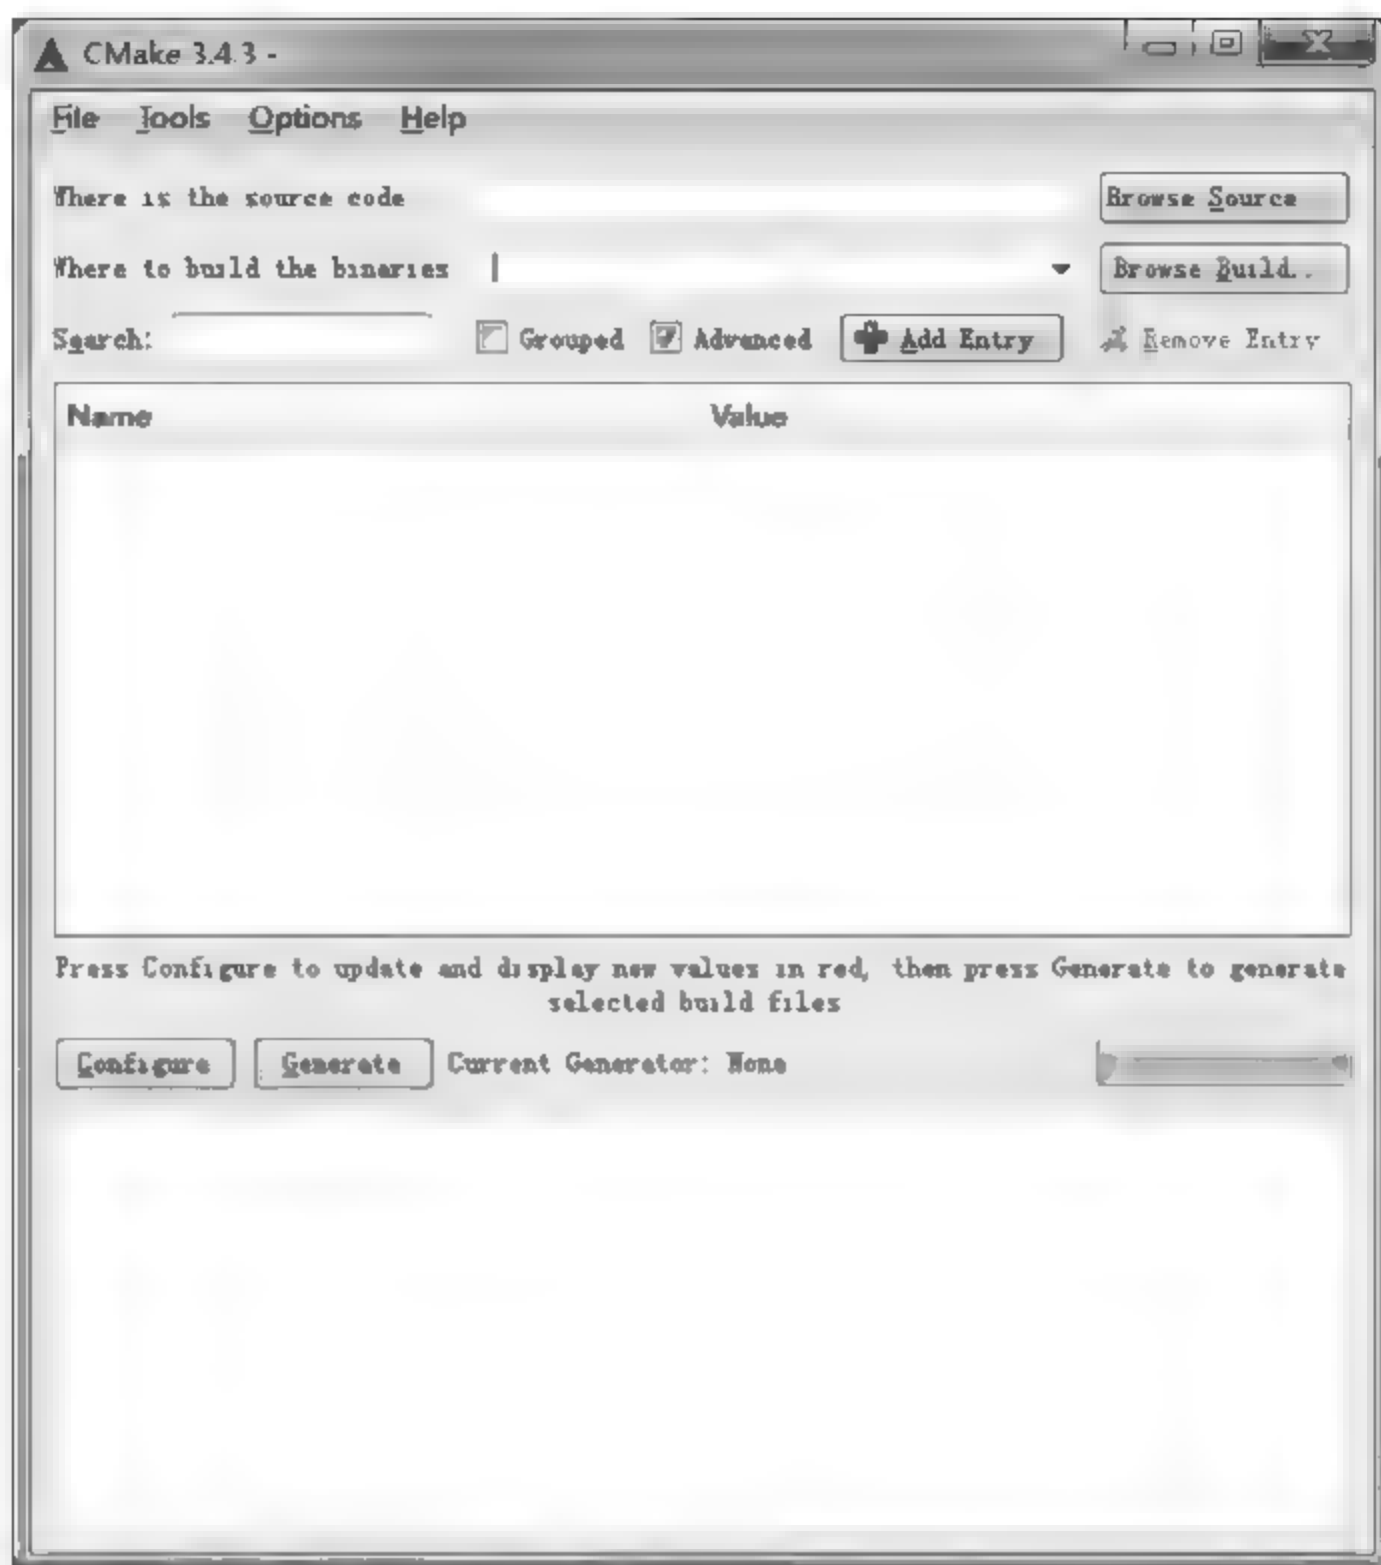 CMake 3.4.3 -
File Tools Options Help
Where is the source code Browse Source
Where to build the binaries Browse Build..
Search: Grouped Advanced Add Entry Remove Entry
Name Value
Press Configure to update and display new values in red, then press Generate to generate
selected build files
Configure Generate Current Generator: None